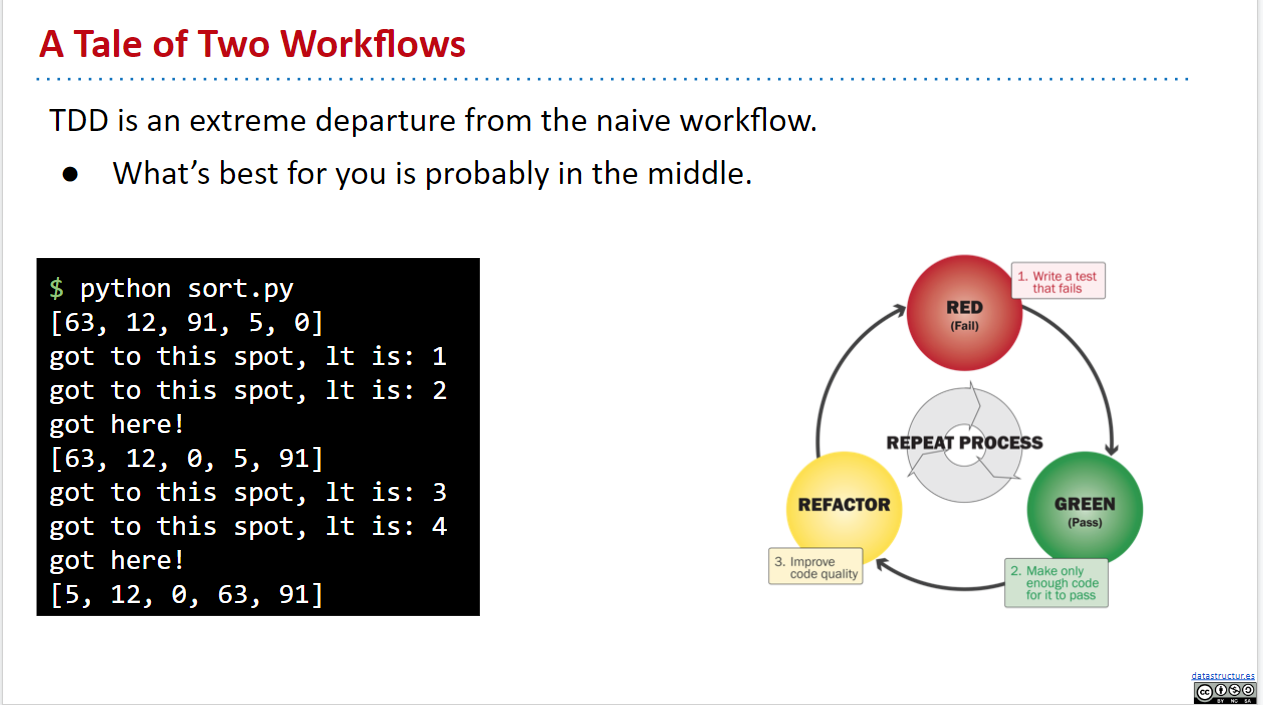 A Tale of Two Workflows
TDD is an extreme departure from the naive workflow.
● What’s best for you is probably in the middle.
$ python sort.py
[63, 12, 91, 5, 0]
got to this spot, lt is: 1
got to this spot, lt is: 2
got here!
[63, 12, 0, 5, 91]
got to this spot, lt is: 3
got to this spot, lt is: 4
got here!
[5, 12, 0, 63, 91]
RED
(Fail)
1. Write a test
that fails
REPEAT PROCESS
GREEN
(Pass)
2. Make only
enough code
for it to pass
REFACTOR
3. Improve
code quality
datastructur.es
cc
BY NC SA